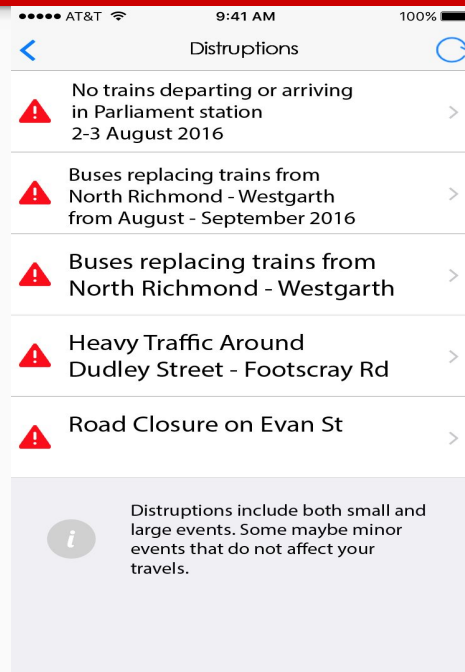 AT&T 9:41 AM 100%
Distruptions
No trains departing or arriving
in Parliament station
2-3 August 2016
Buses replacing trains from
North Richmond - Westgarth
from August - September 2016
Buses replacing trains from
North Richmond - Westgarth
Heavy Traffic Around
Dudley Street - Footscray Rd
Road Closure on Evan St
Distruptions include both small and
large events. Some maybe minor
events that do not affect your
travels.